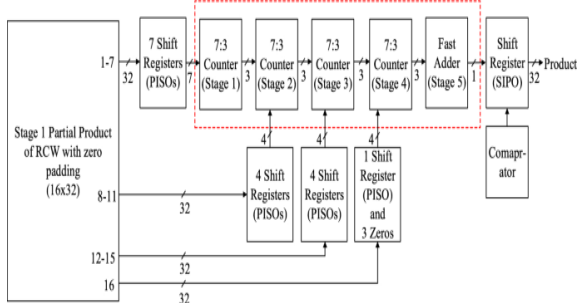 Stage 1 Partial Product
of RCW with zero
padding
(16x32)
1-7
32
7 Shift
Registers
(PISOs)
7
7:3
Counter
(Stage 1)
3
7:3
Counter
(Stage 2)
3
7:3
Counter
(Stage 3)
3
7:3
Counter
(Stage 4)
3
Fast
Adder
(Stage 5)
1
Shift
Register
(SIPO)
32
Product
4
4
4
8-11
32
4 Shift
Registers
(PISOs)
4 Shift
Registers
(PISOs)
1 Shift
Register
(PISO)
and
3 Zeros
Comapr-
ator
12-15
32
16
32